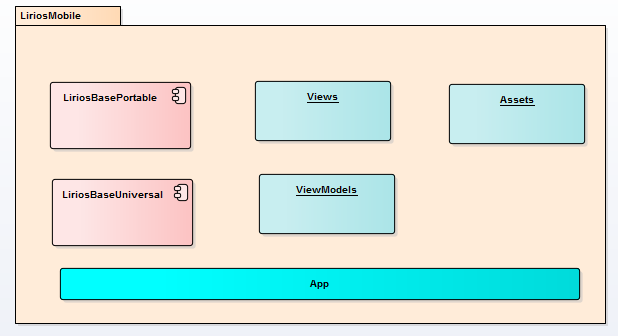 LiriosMobile
LiriosBasePortable
Views
Assets
LiriosBaseUniversal
ViewModels
App